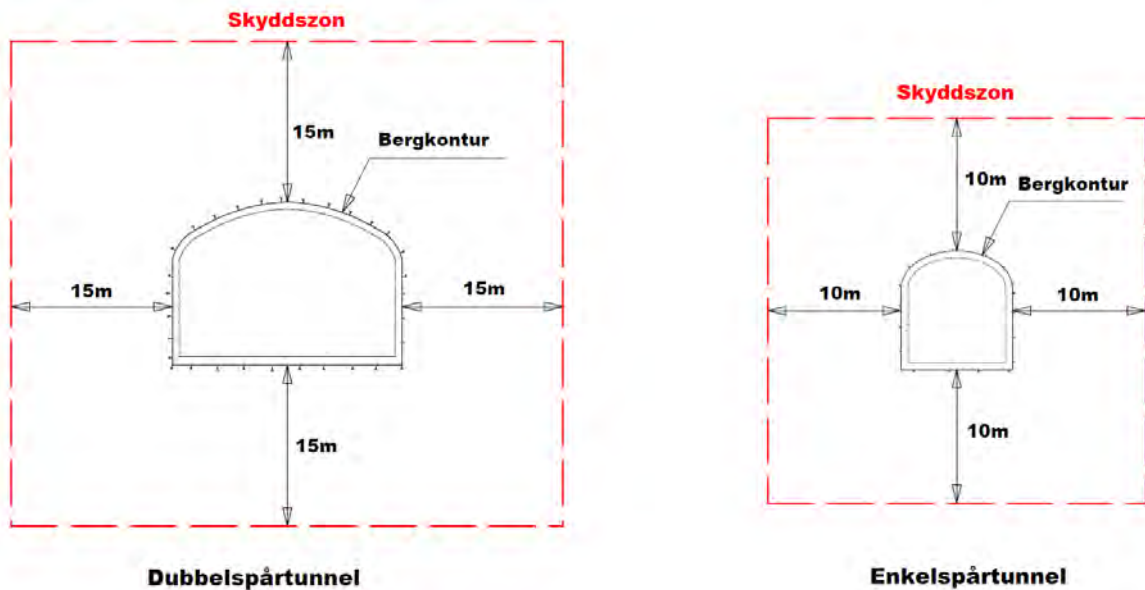 Skyddszon
15m
Bergkontur
15m
15m
15m
Dubbelspårtunnel
Skyddszon
10m
Bergkontur
10m
10m
10m
Enkelspårtunnel